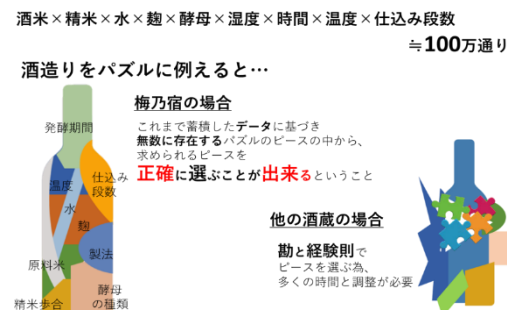 酒米×精米×水×麹×酵母×湿度×時間×温度×仕込み段数
≒100万通り
酒造りをパズルに例えると…
梅乃宿の場合
これまで蓄積したデータに基づき
無数に存在するパズルのピースの中から、
求められるピースを
正確に選ぶことが出来るということ
発酵期間
温度
仕込み
段数
水
麹
製法
原料米
酵母
の種類
精米歩合
他の酒蔵の場合
勘と経験則で
ピースを選ぶ為、
多くの時間と調整が必要